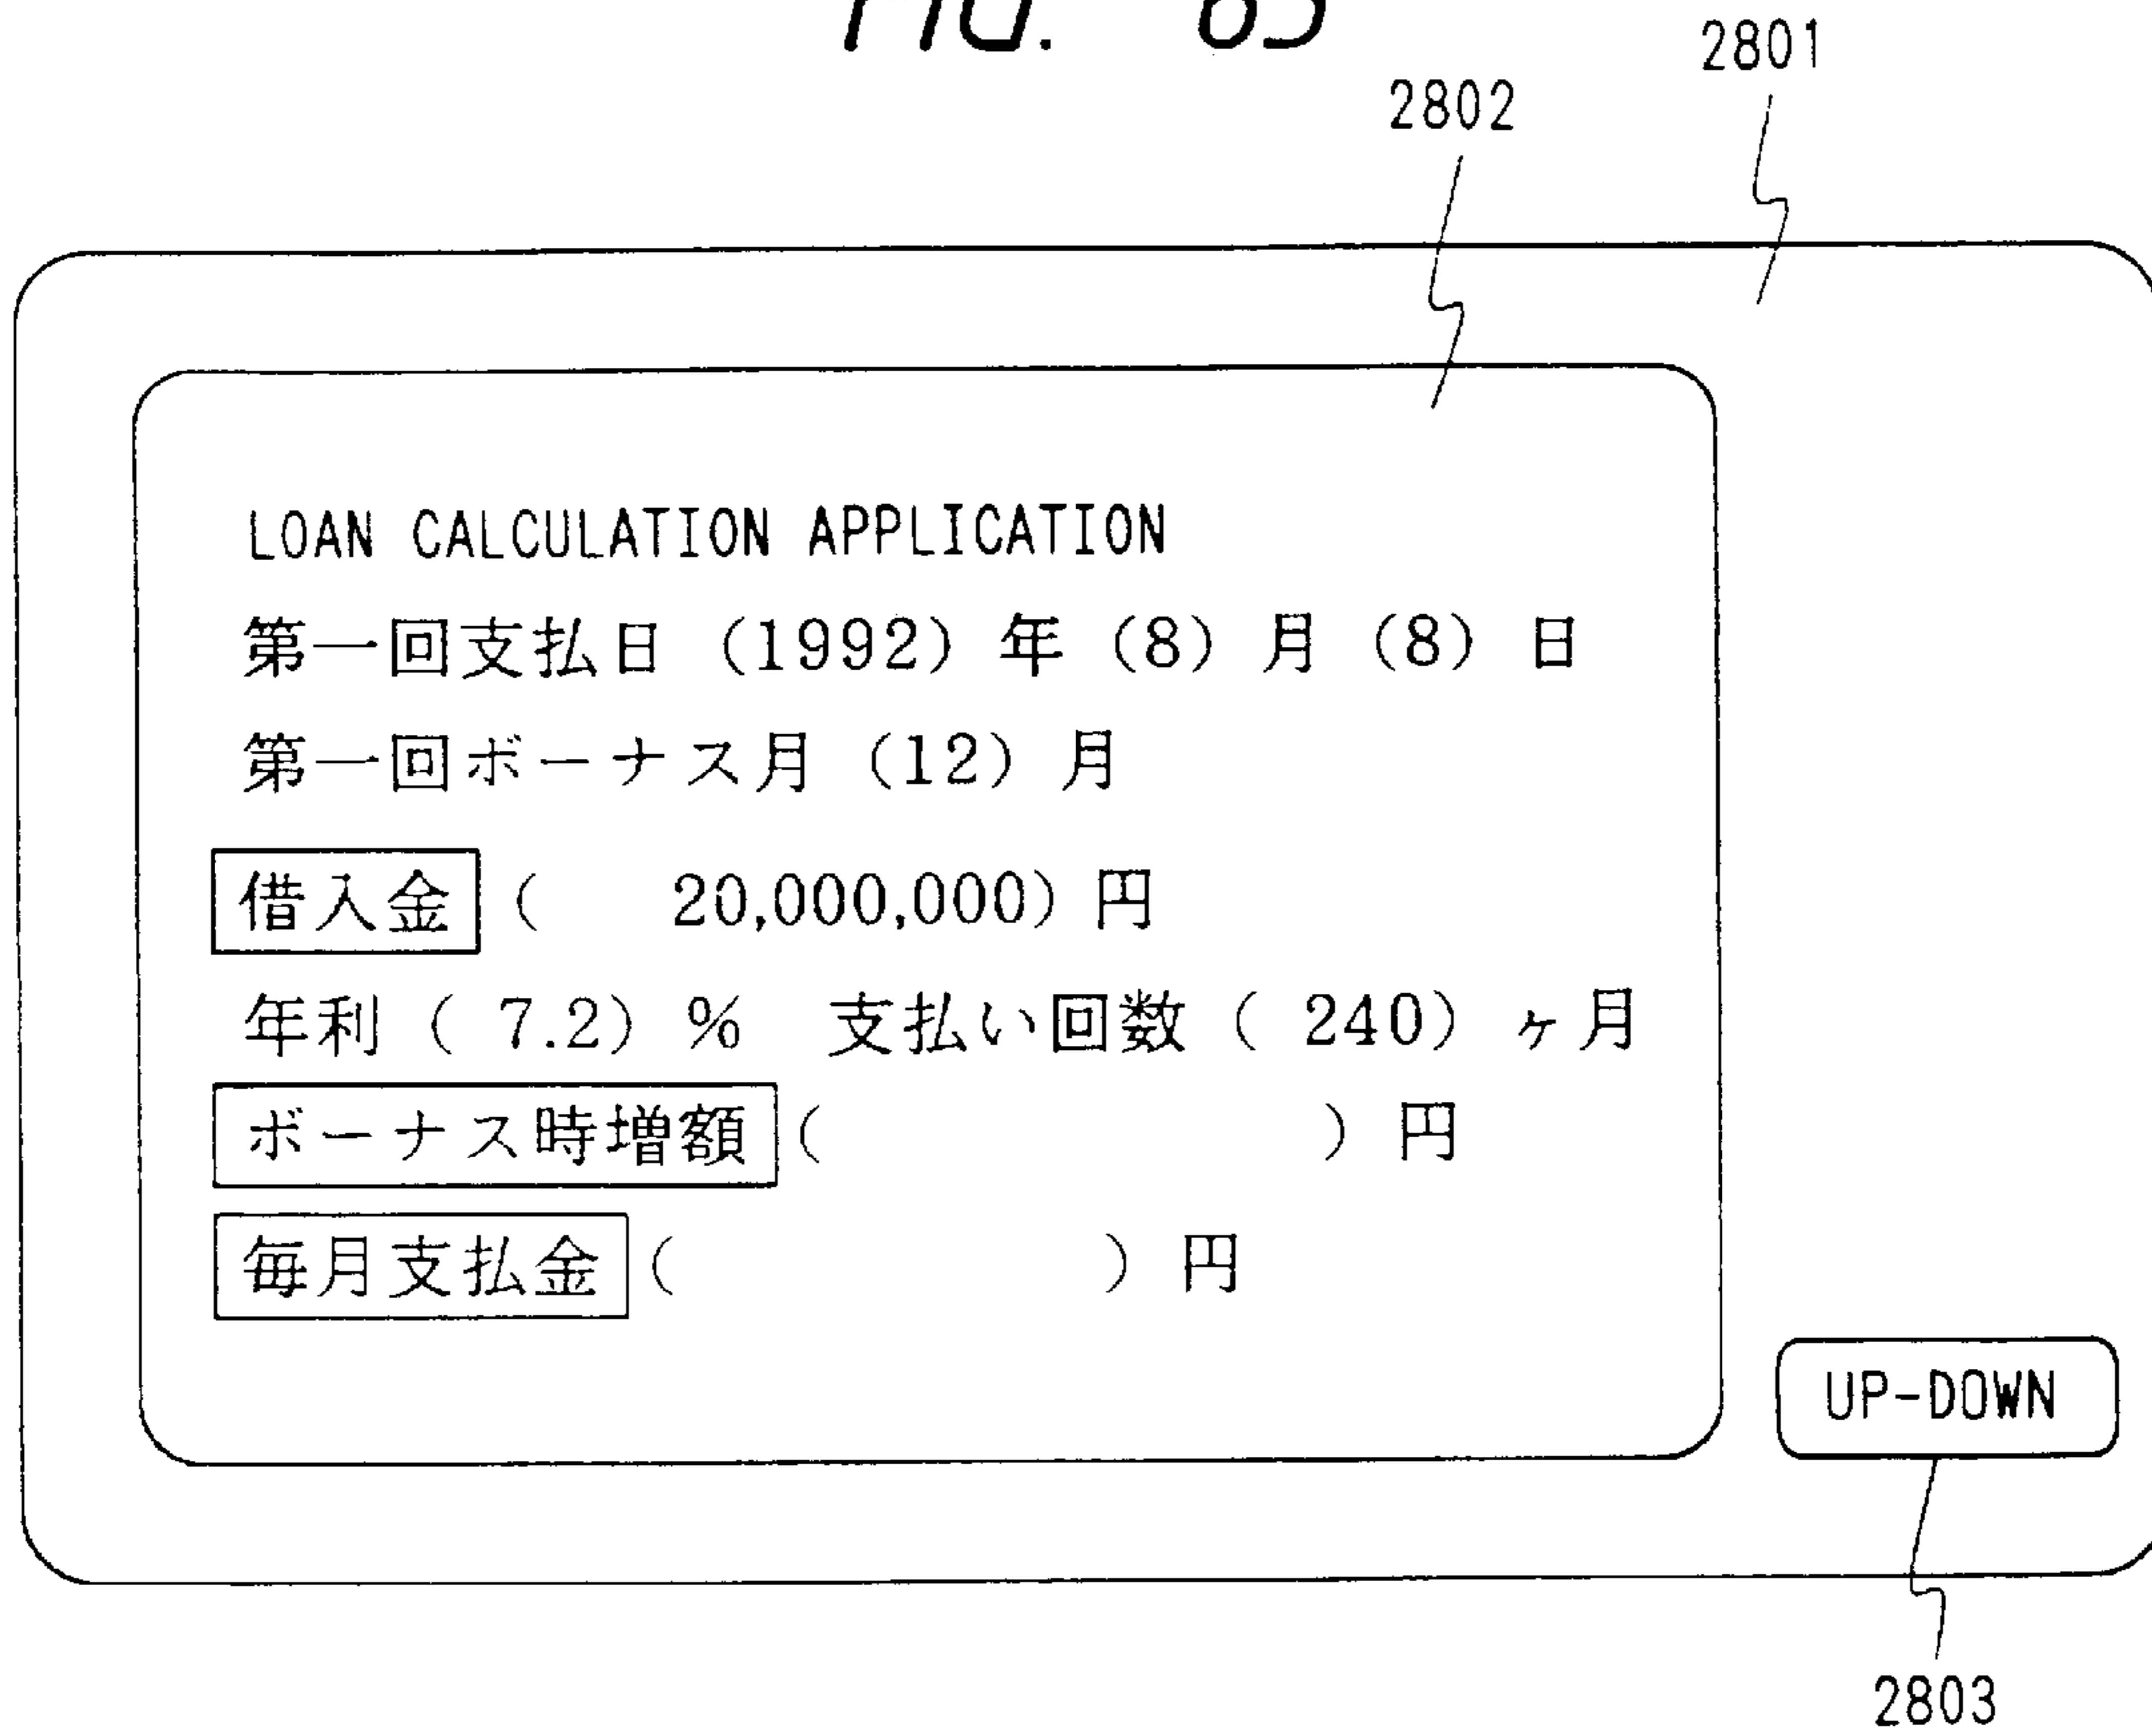 2801
2802
LOAN CALCULATION APPLICATION
第一回支払日 (1992) 年 (8) 月 (8) 日
第一回ボーナス月 (12) 月
借入金 ( 20,000,000) 円
年利 ( 7.2) % 支払い回数 ( 240) ヶ月
ボーナス時増額 ( ) 円
毎月支払金 ( ) 円
UP-DOWN
2803